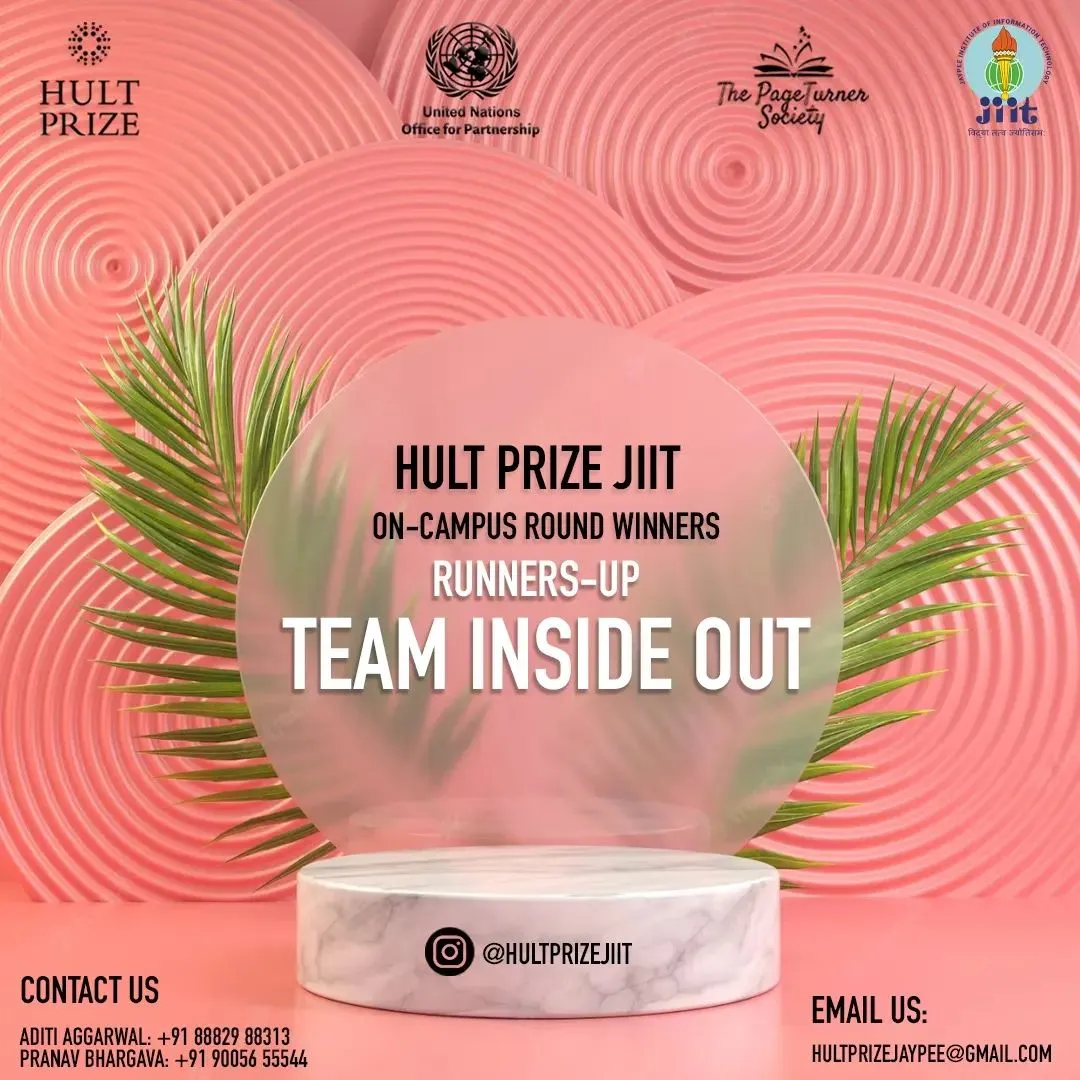 HULT
PRIZE
United Nations
Office for Partnership
The PageTurner
Society
JAYPEE INSTITUTE OF INFORMATION TECHNOLOGY
jiit
विद्या तत्व ज्योतिसम:
HULT PRIZE JIIT
ON-CAMPUS ROUND WINNERS
RUNNERS-UP
TEAM INSIDE OUT
@HULTPRIZEJIIT
CONTACT US
ADITI AGGARWAL: +91 88829 88313
PRANAV BHARGAVA: +91 90056 55544
EMAIL US:
HULTPRIZEJAYPEE@GMAIL.COM